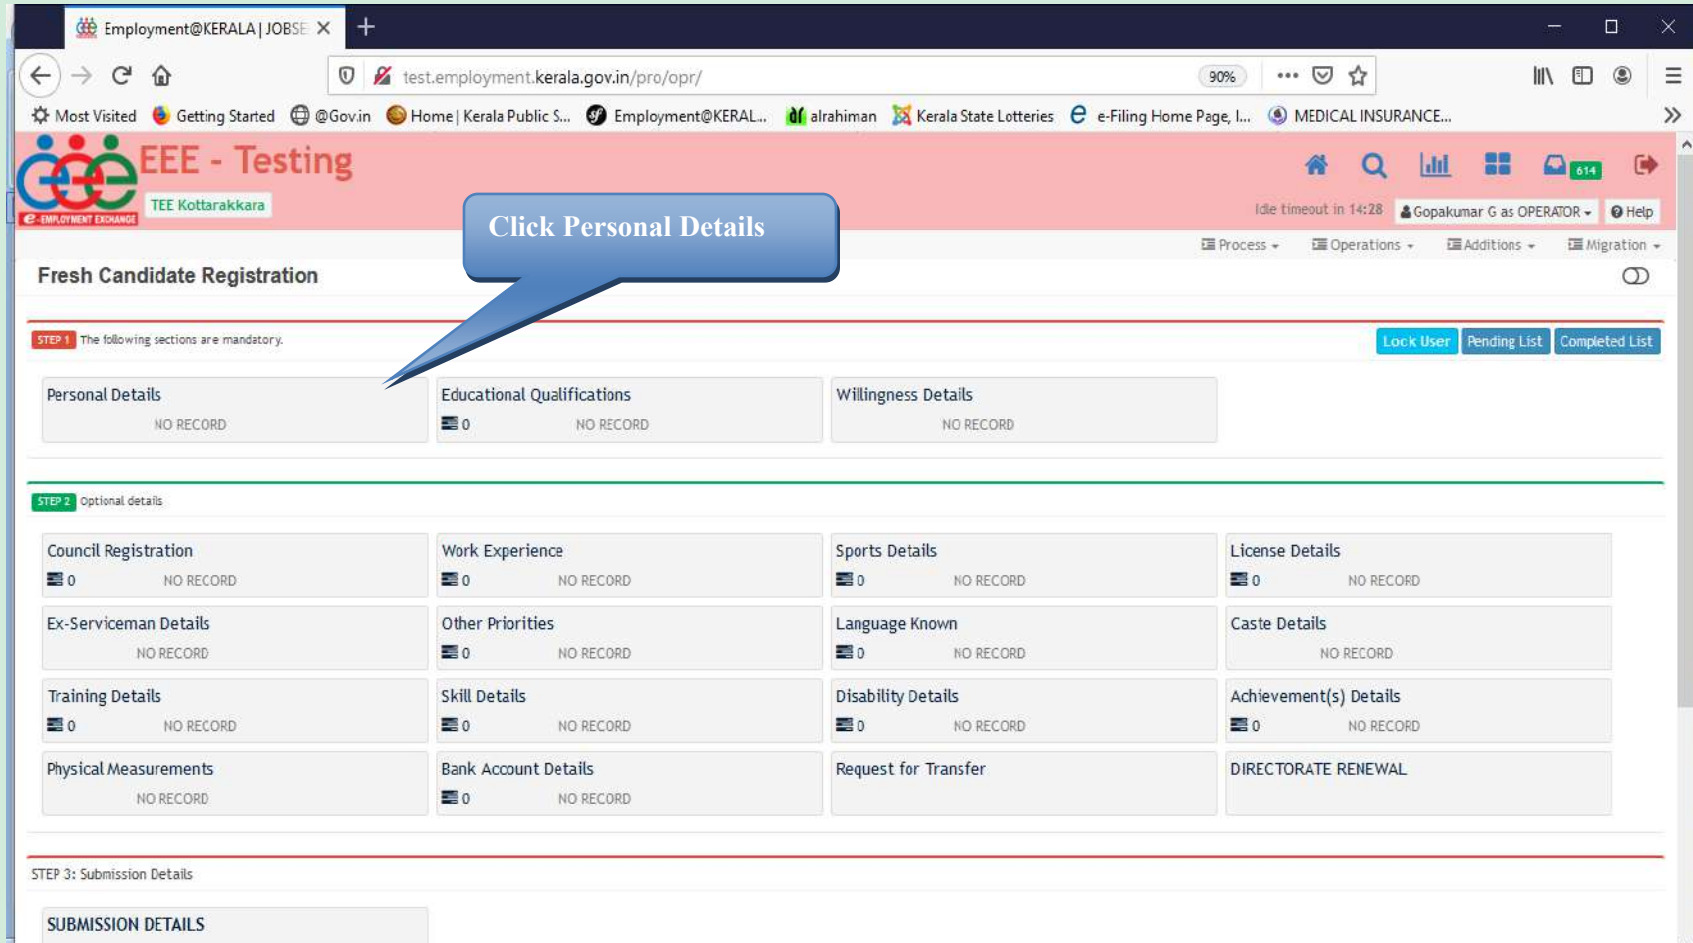 Employment@KERALA | JOBSE
test.employment.kerala.gov.in/pro/opr/
90%
Most Visited Getting Started @Gov.in Home | Kerala Public S... Employment@KERAL... alrahiman Kerala State Lotteries e-Filing Home Page, I... MEDICAL INSURANCE...
EEE - Testing
614
e-EMPLOYMENT EXCHANGE
TEE Kottarakkara
Click Personal Details
Idle timeout in 14:28 Gopakumar G as OPERATOR Help
Process Operations Additions Migration
Fresh Candidate Registration
STEP 1 The following sections are mandatory.
Lock User Pending List Completed List
Personal Details Educational Qualifications Willingness Details
NO RECORD 0 NO RECORD NO RECORD
STEP 2 Optional details
Council Registration Work Experience Sports Details License Details
0 NO RECORD 0 NO RECORD 0 NO RECORD 0 NO RECORD
Ex-Serviceman Details Other Priorities Language Known Caste Details
NO RECORD 0 NO RECORD 0 NO RECORD NO RECORD
Training Details Skill Details Disability Details Achievement(s) Details
0 NO RECORD 0 NO RECORD 0 NO RECORD 0 NO RECORD
Physical Measurements Bank Account Details Request for Transfer DIRECTORATE RENEWAL
NO RECORD 0 NO RECORD
STEP 3: Submission Details
SUBMISSION DETAILS